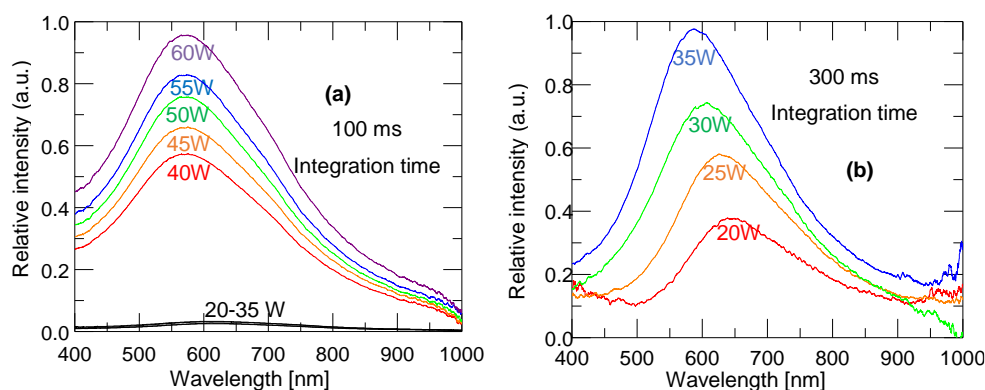 1.0
0.8
0.6
0.4
0.2
0.0
Relative intensity (a.u.)
60W
55W
50W
45W
40W
(a)
100 ms
Integration time
20-35 W
400 500 600 700 800 900 1000
Wavelength [nm]
1.0
0.8
0.6
0.4
0.2
0.0
Relative intensity (a.u.)
35W
30W
25W
20W
300 ms
Integration time
(b)
400 500 600 700 800 900 1000
Wavelength [nm]